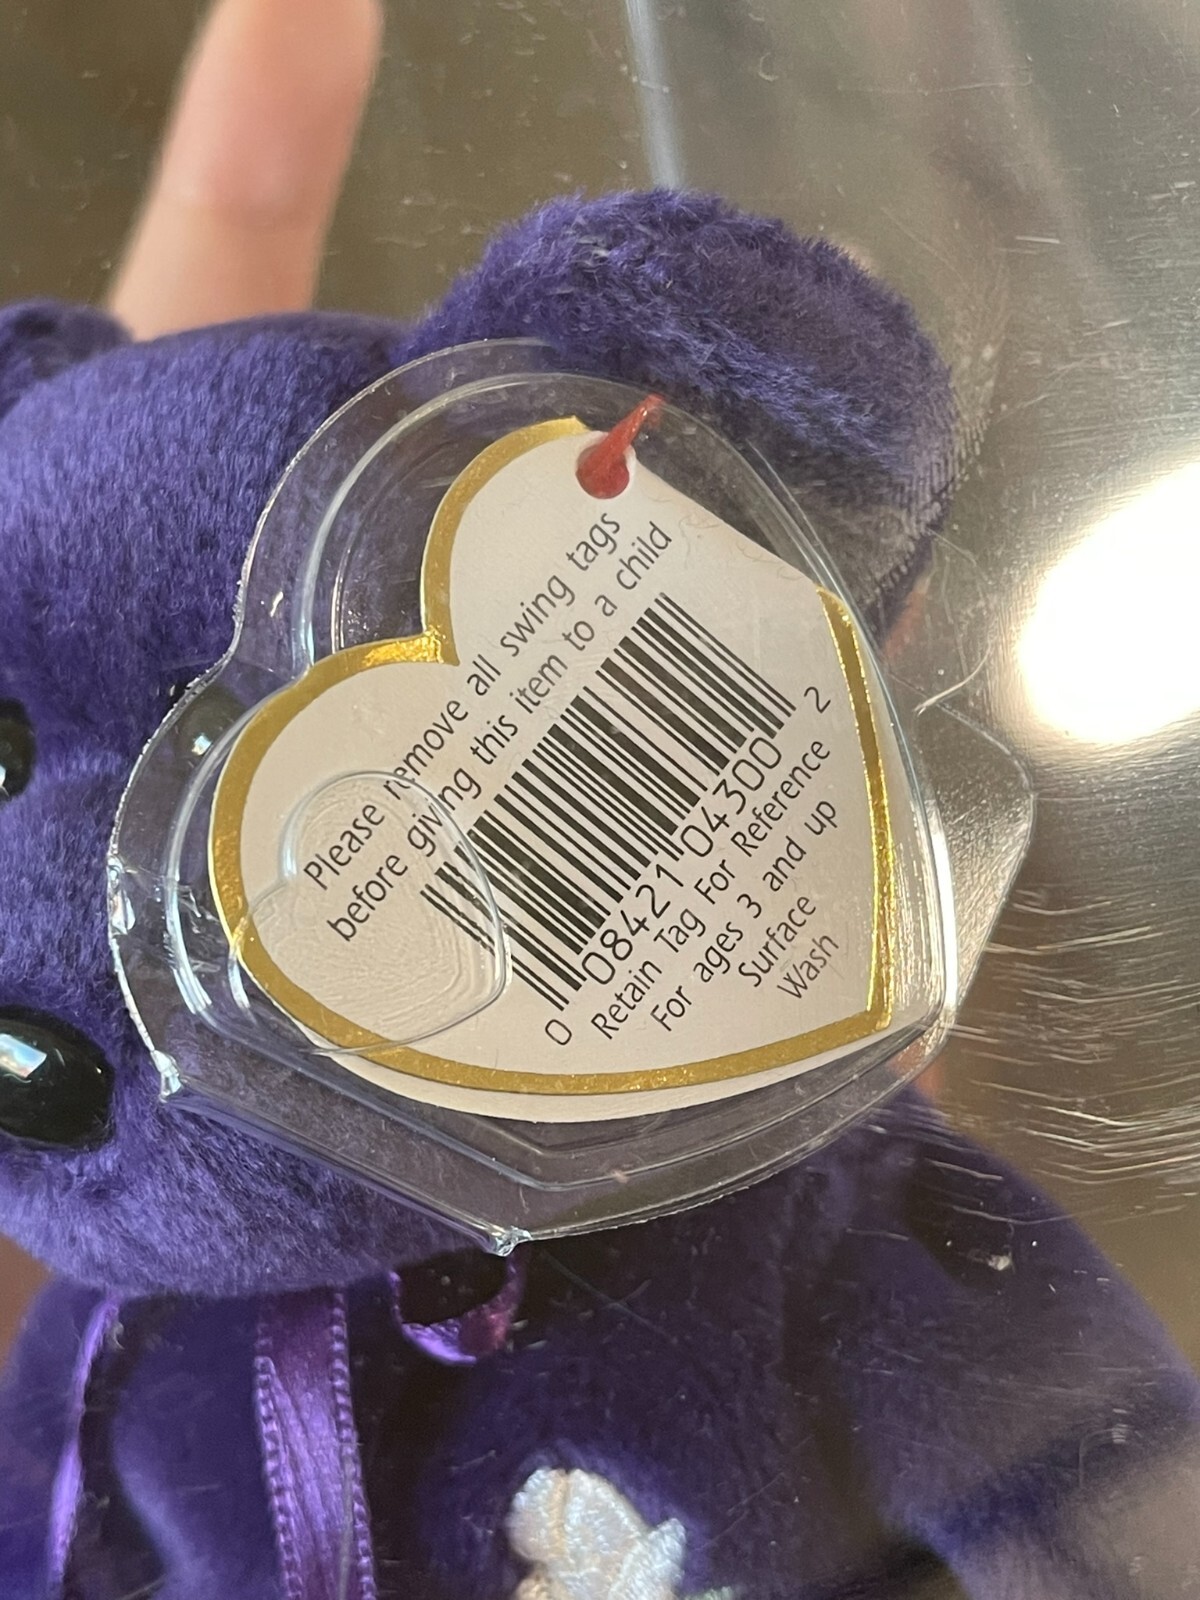 Please remove all swing tags
before giving this item to a child
0 08421 04300 2
Retain Tag For Reference
For ages 3 and up
Surface
Wash